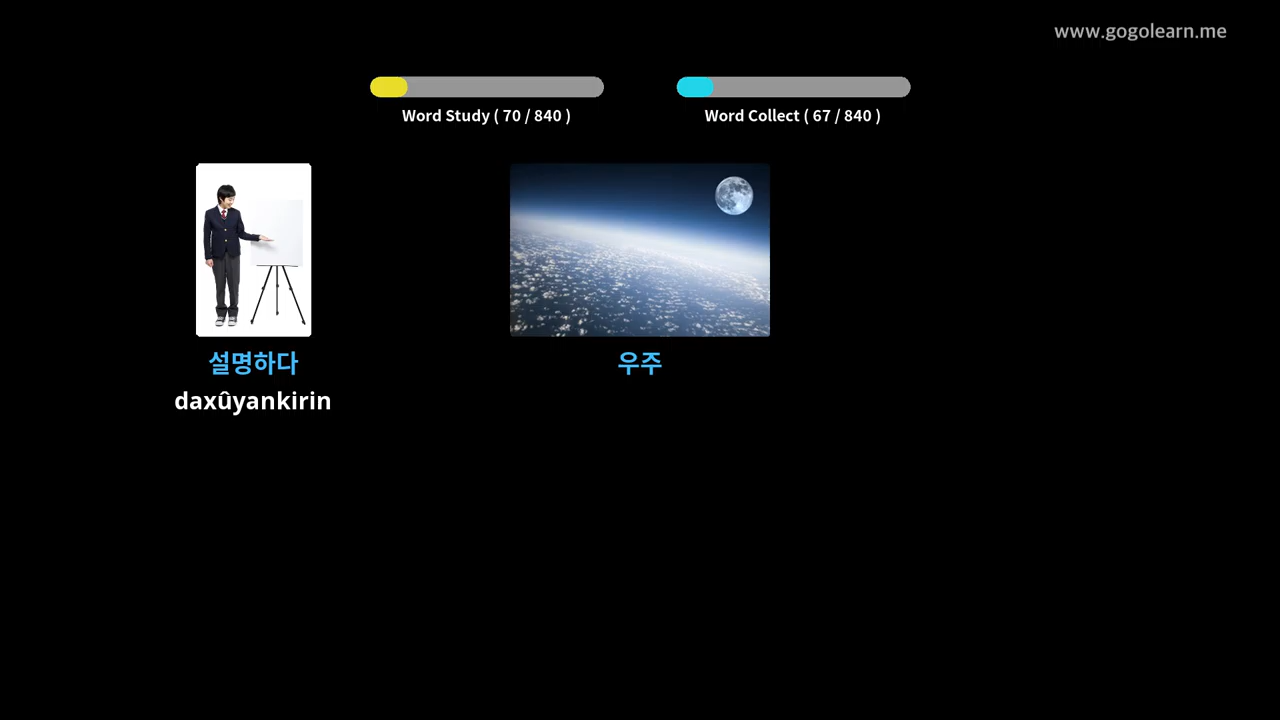 www.gogolearn.me
Word Study ( 70 / 840 )
Word Collect ( 67 / 840 )
설명하다
daxûyankirin
우주